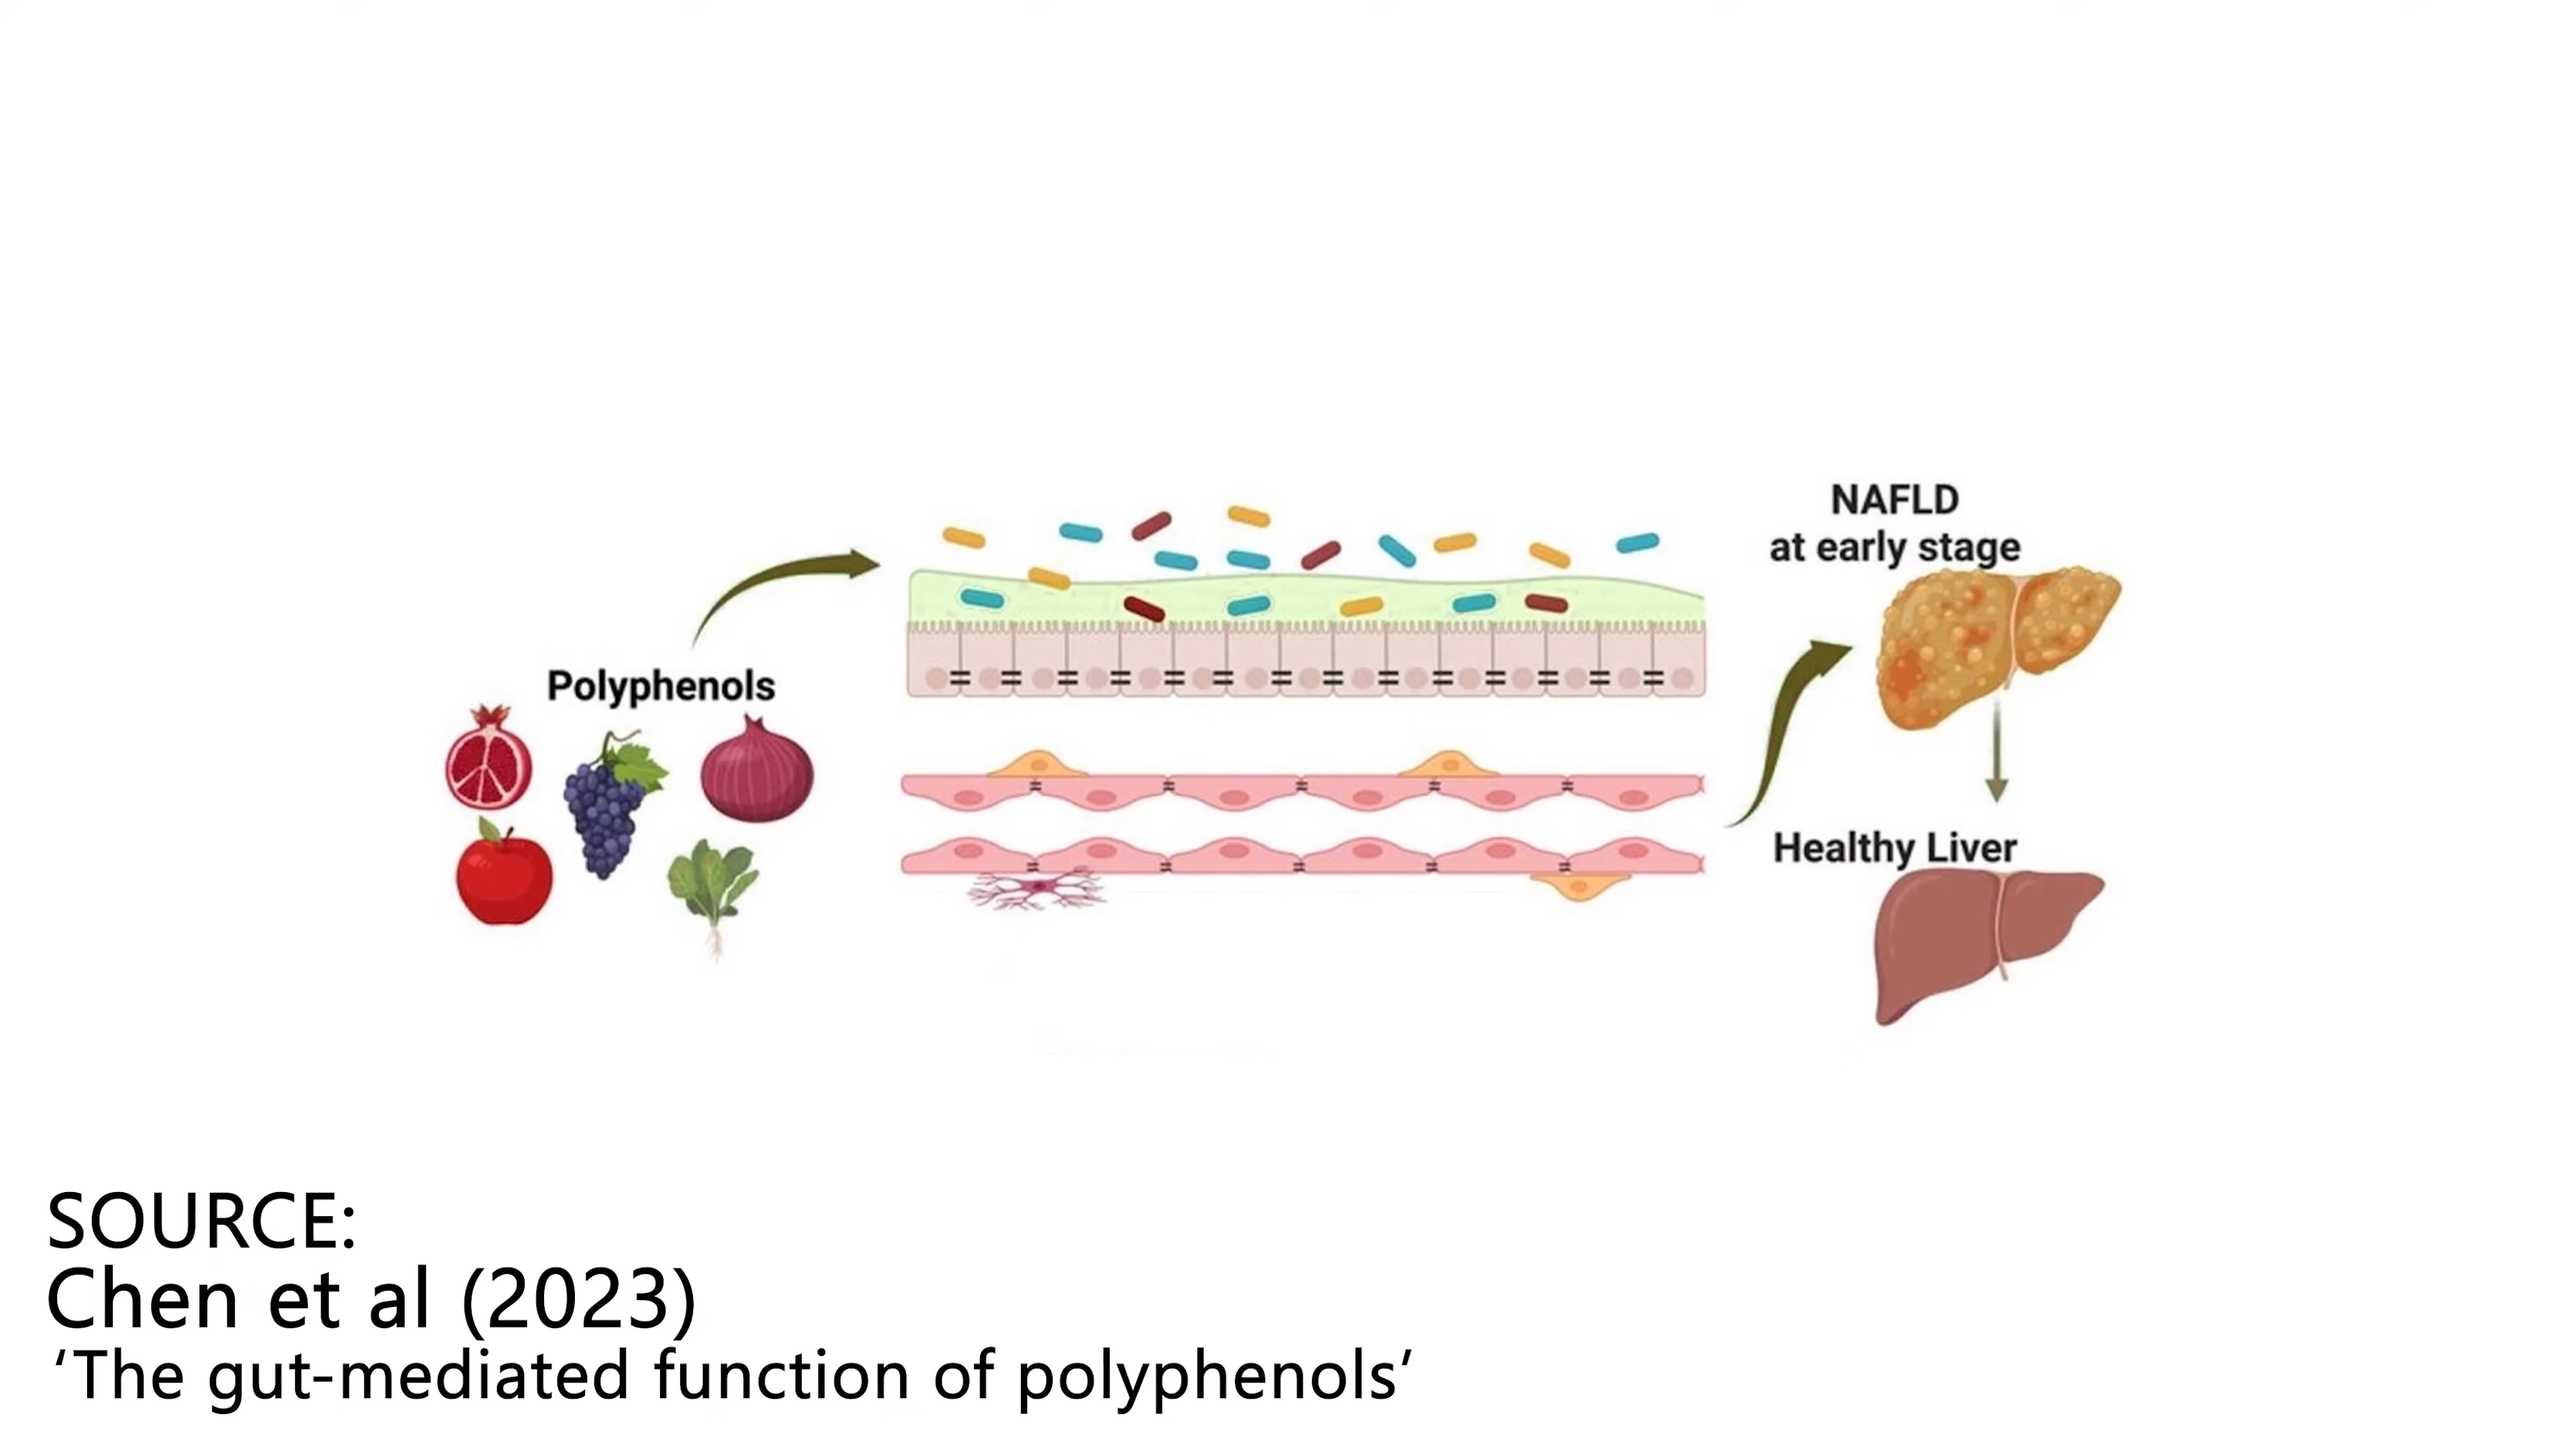 NAFLD
at early stage
Polyphenols
Healthy Liver
SOURCE:
Chen et al (2023)
‘The gut-mediated function of polyphenols’